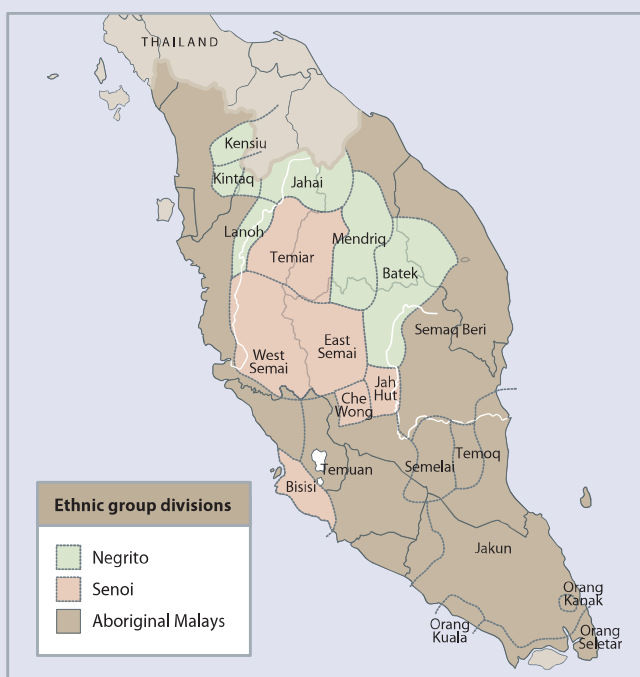 THAILAND
Kensiu
Kintaq
Jahai
Lanoh
Mendriq
Temiar
Batek
Semaq Beri
East
Semai
West
Semai
Jah
Hut
Che
Wong
Temuan
Semelai
Temoq
Bisisi
Jakun
Orang
Kanak
Orang
Kuala
Orang
Seletar
Ethnic group divisions
Negrito
Senoi
Aboriginal Malays